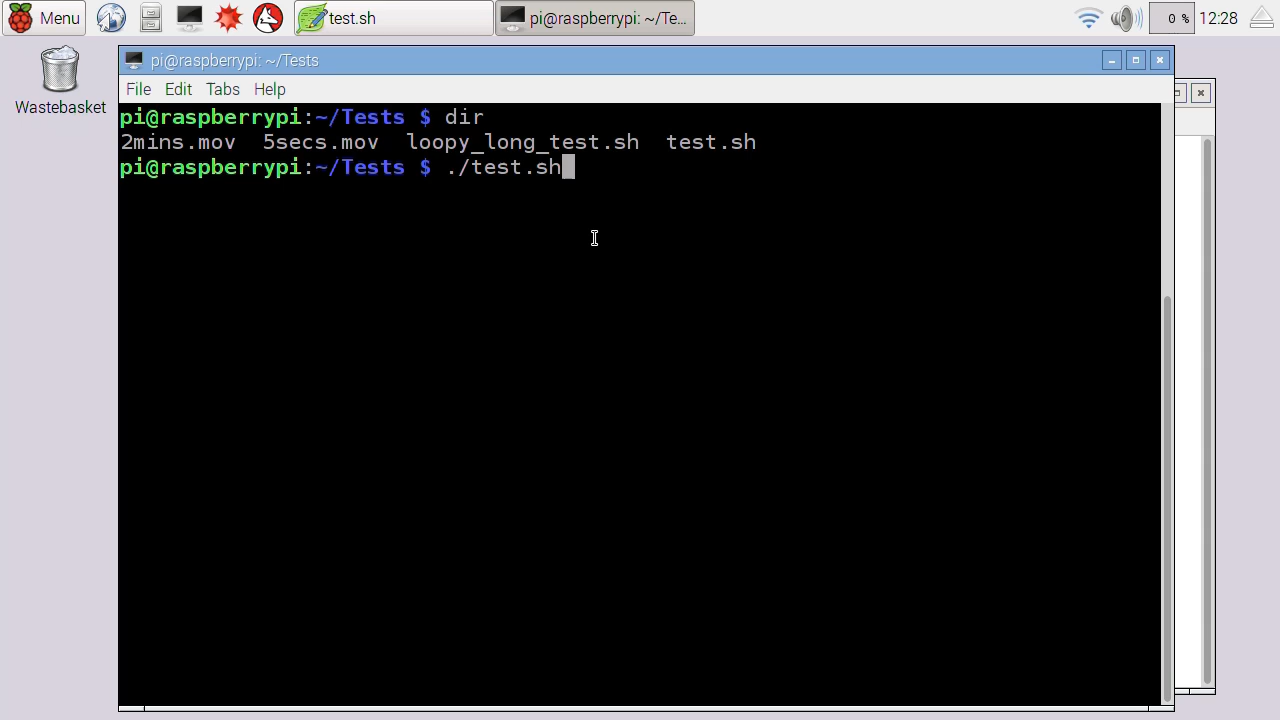 Menu
test.sh
pi@raspberrypi: ~/Te...
0 %
12:28
Wastebasket
pi@raspberrypi: ~/Tests
File Edit Tabs Help
pi@raspberrypi:~/Tests $ dir
2mins.mov 5secs.mov loopy_long_test.sh test.sh
pi@raspberrypi:~/Tests $ ./test.sh